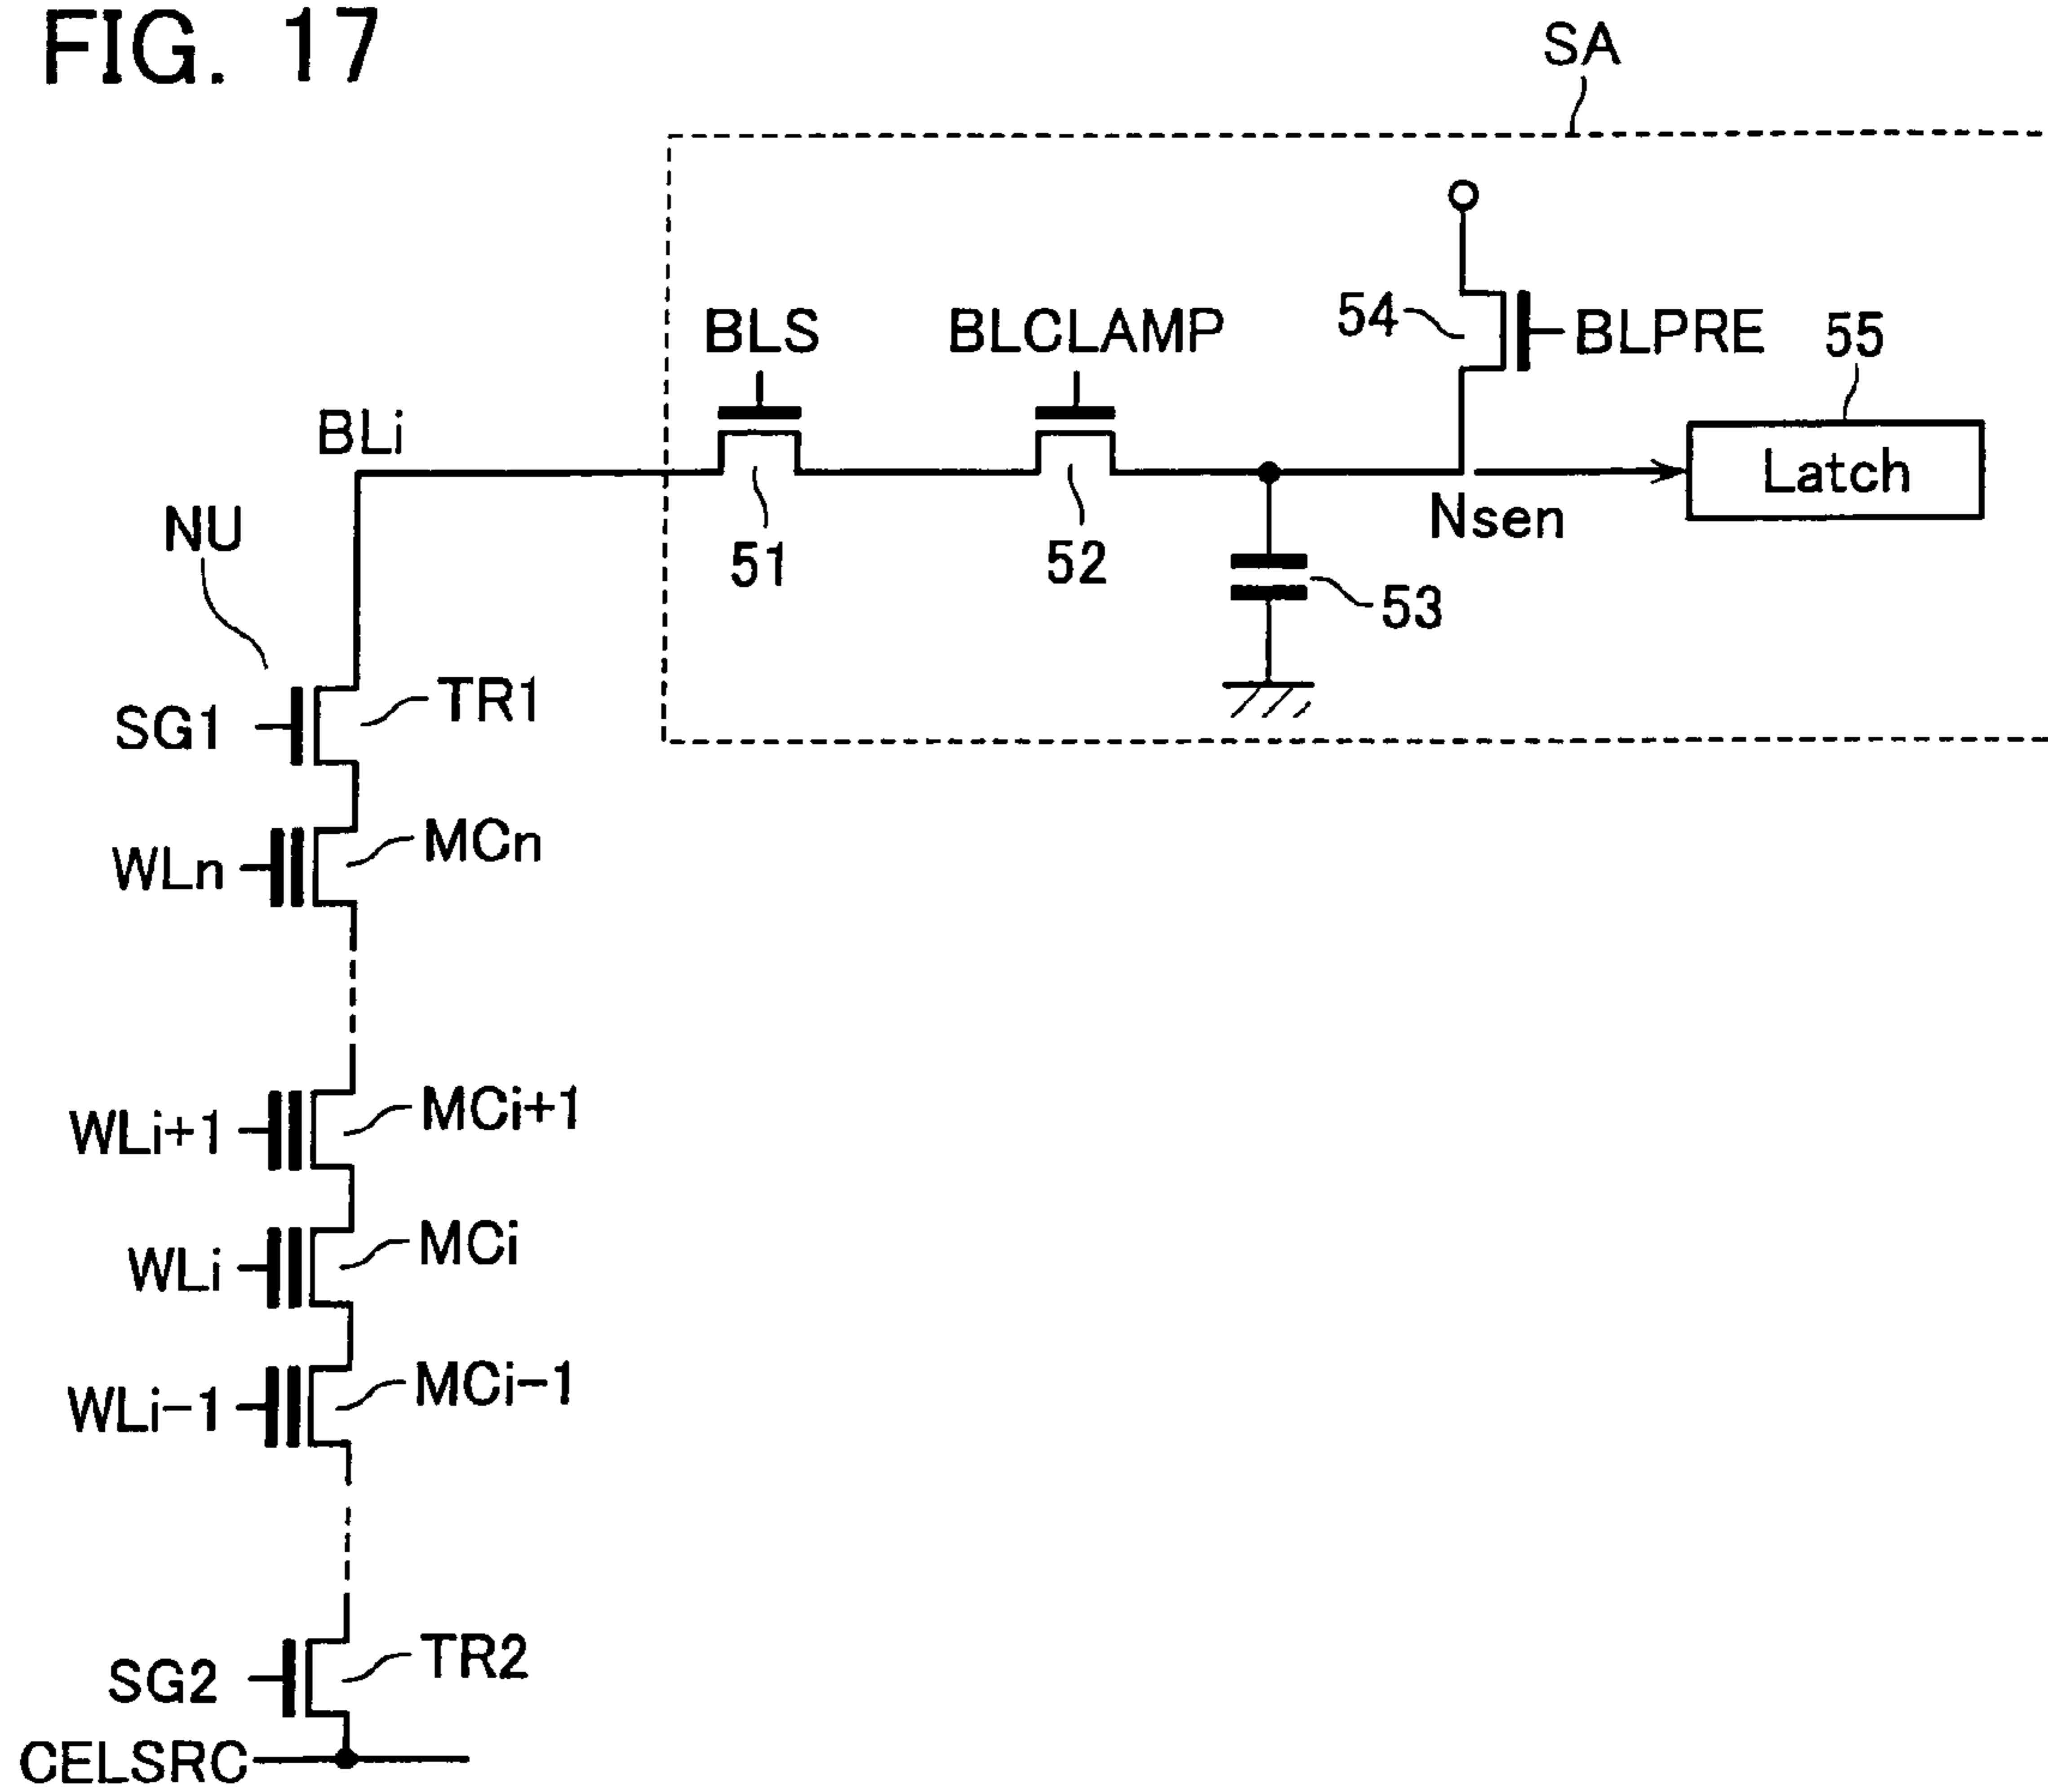 FIG. 17
SA
54
BLPRE
55
BLS
BLCLAMP
BLi
Latch
Nsen
NU
51
52
53
SG1
TR1
WLn
MCn
WLi+1
MCi+1
WLi
MCi
WLi-1
MCi-1
SG2
TR2
CELSRC